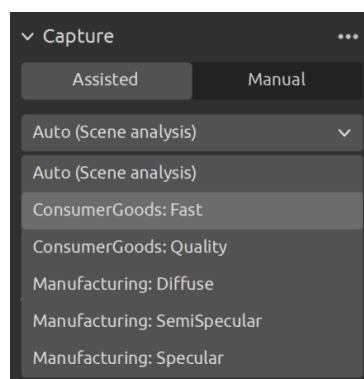 Capture
Assisted
Manual
Auto (Scene analysis)
Auto (Scene analysis)
ConsumerGoods: Fast
ConsumerGoods: Quality
Manufacturing: Diffuse
Manufacturing: SemiSpecular
Manufacturing: Specular